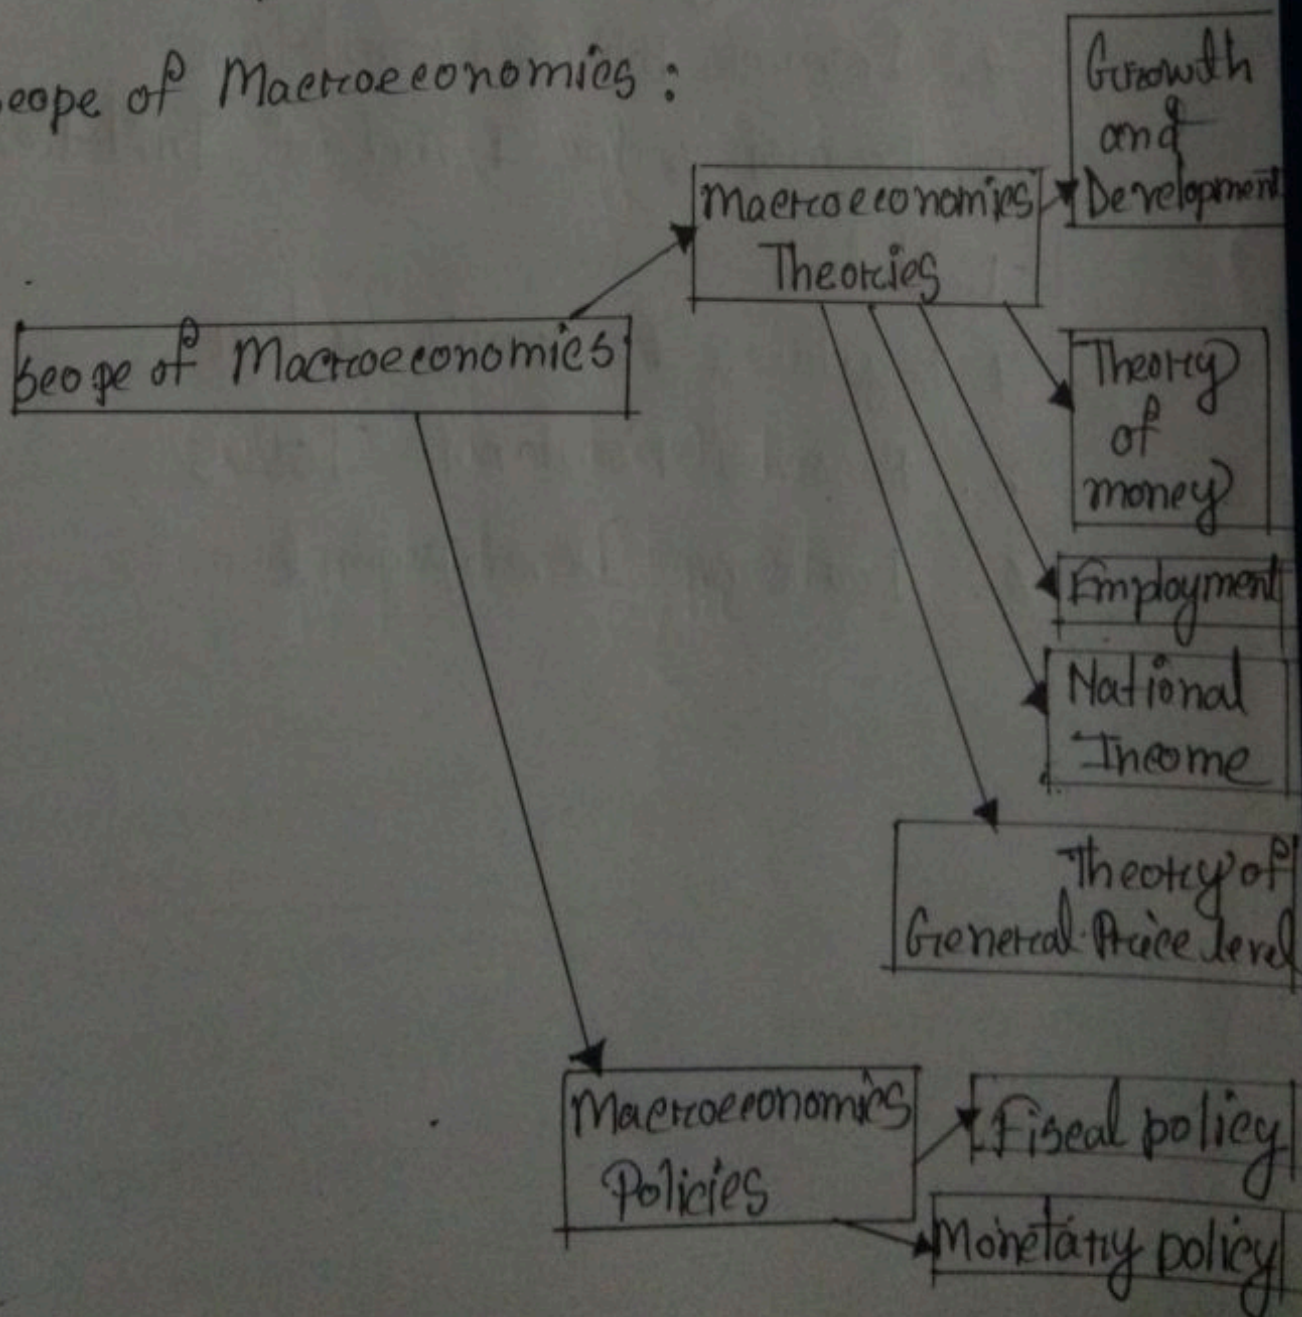 Scope of Macroeconomics :
Growth
and
Development
Macroeconomics
Theories
Scope of Macroeconomics
Theory
of
money
Employment
National
Income
Theory of
General Price level
Macroeconomics
Policies
Fiscal policy
Monetary policy